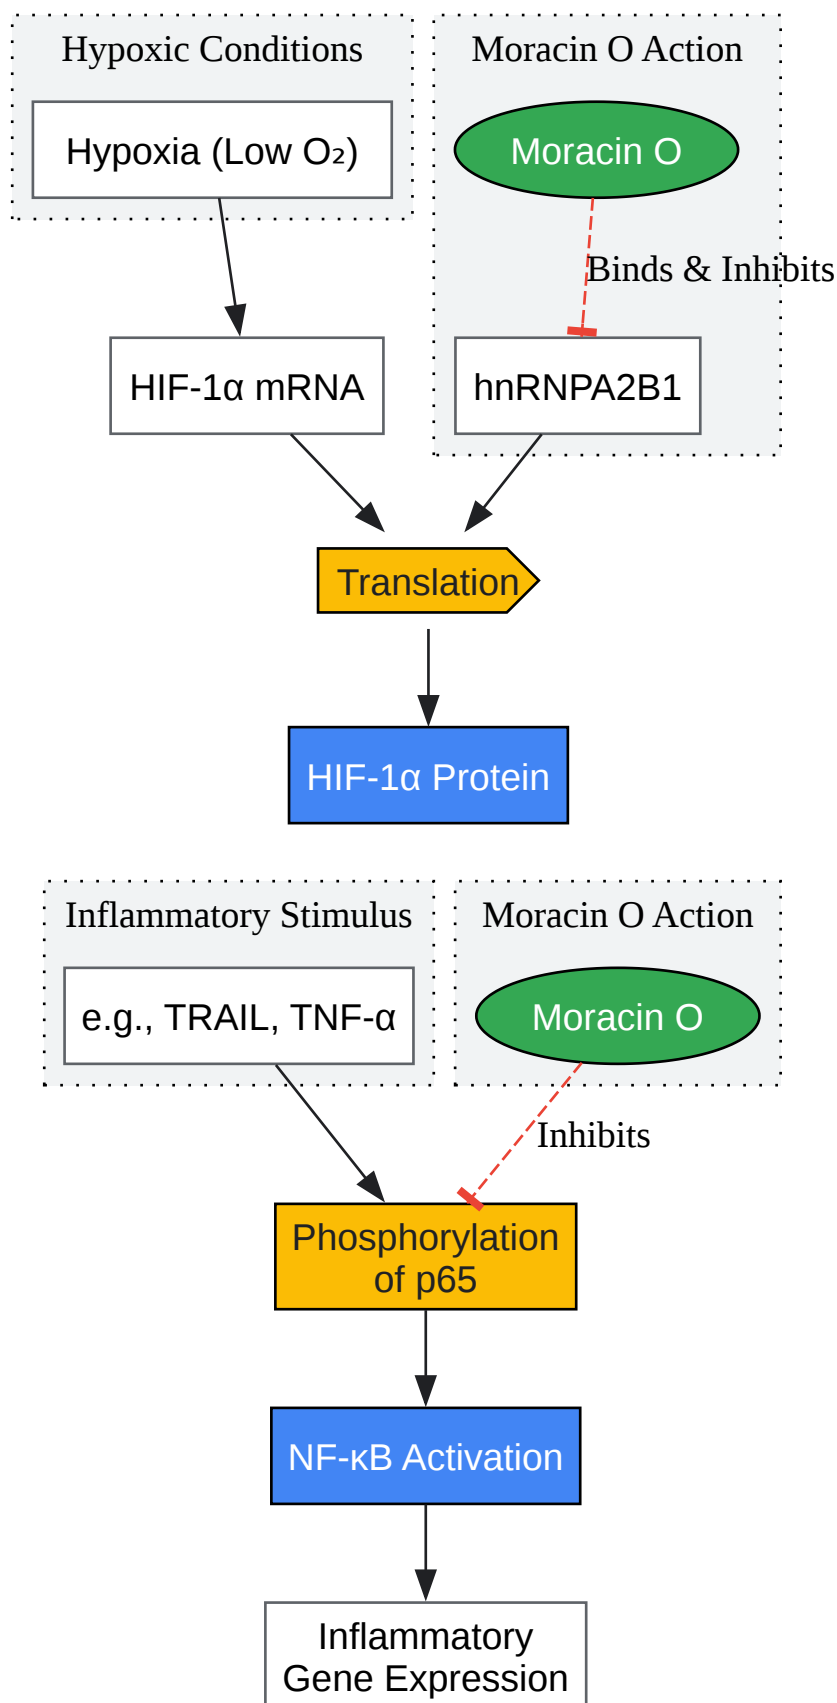 Hypoxic Conditions
Moracin O Action
Hypoxia (Low O₂)
Moracin O
Binds & Inhibits
HIF-1α mRNA
hnRNPA2B1
Translation
HIF-1α Protein
Inflammatory Stimulus
Moracin O Action
e.g., TRAIL, TNF-α
Moracin O
Inhibits
Phosphorylation
of p65
NF-κB Activation
Inflammatory
Gene Expression